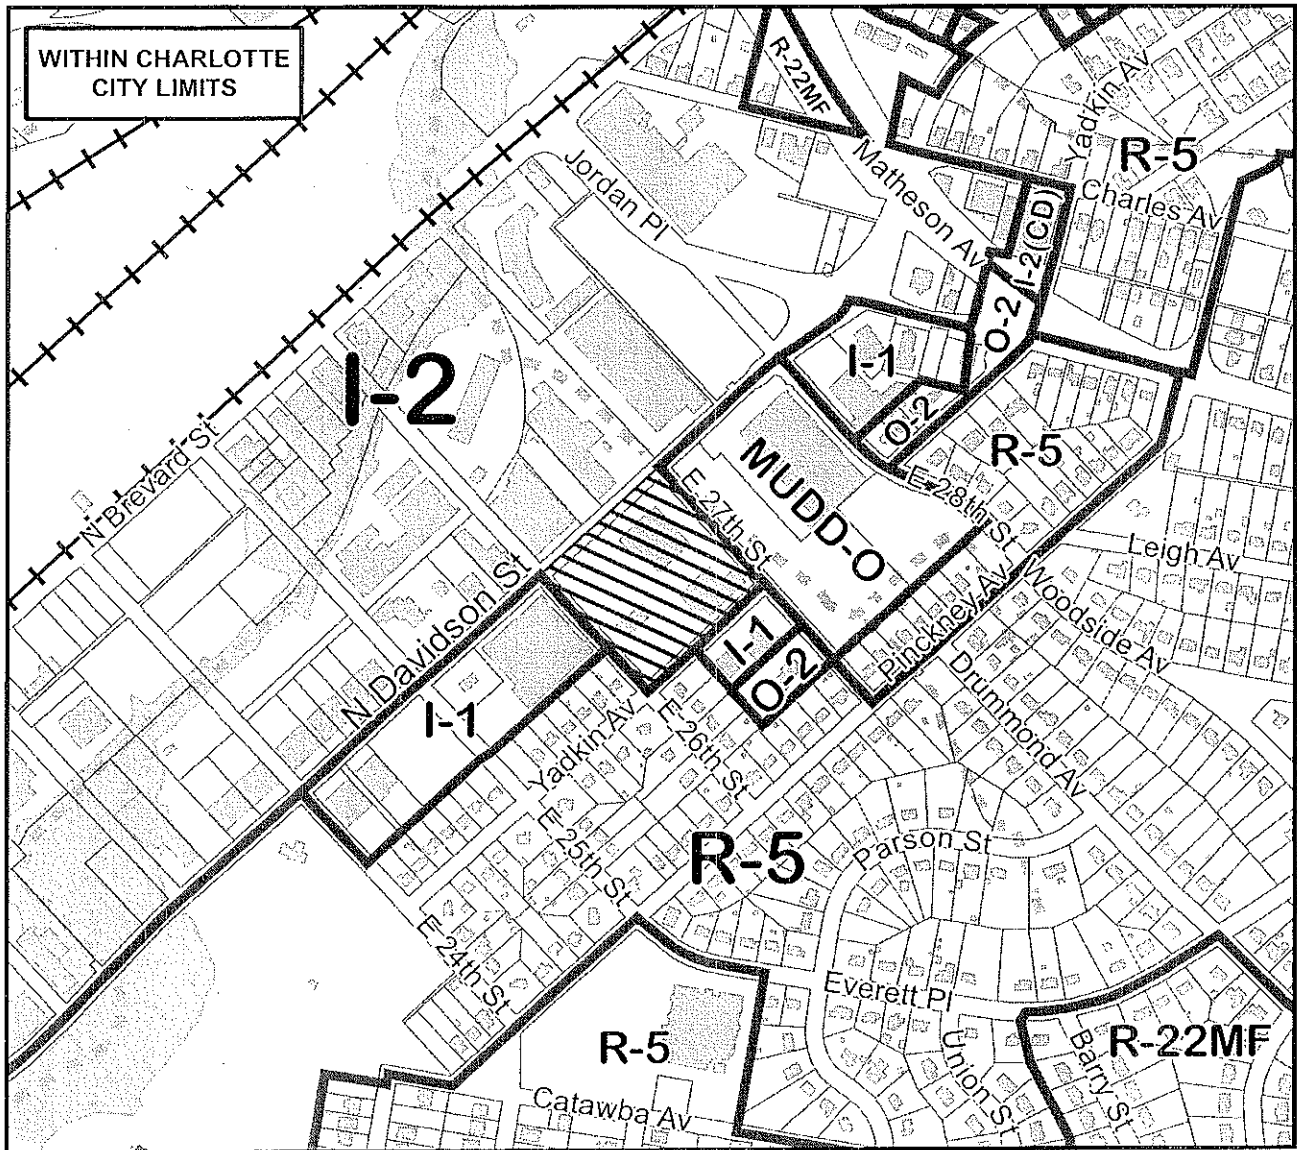 WITHIN CHARLOTTE
CITY LIMITS
R-22MF
Yadkin Av
R-5
Matheson Av
Jordan Pl
Charles Av
I-2(CD)
O-2
I-1
I-2
O-2
R-5
N Brevard St
MUDD-O
E 27th St
E 28th St
Leigh Av
N Davidson St
Woodside Av
Pinckney Av
I-1
O-2
I-1
Yadkin Av
E 26th St
Drummond Av
E 25th St
R-5
Parson St
E 24th St
Everett Pl
R-5
Union St
Barry St
R-22MF
Catawba Av